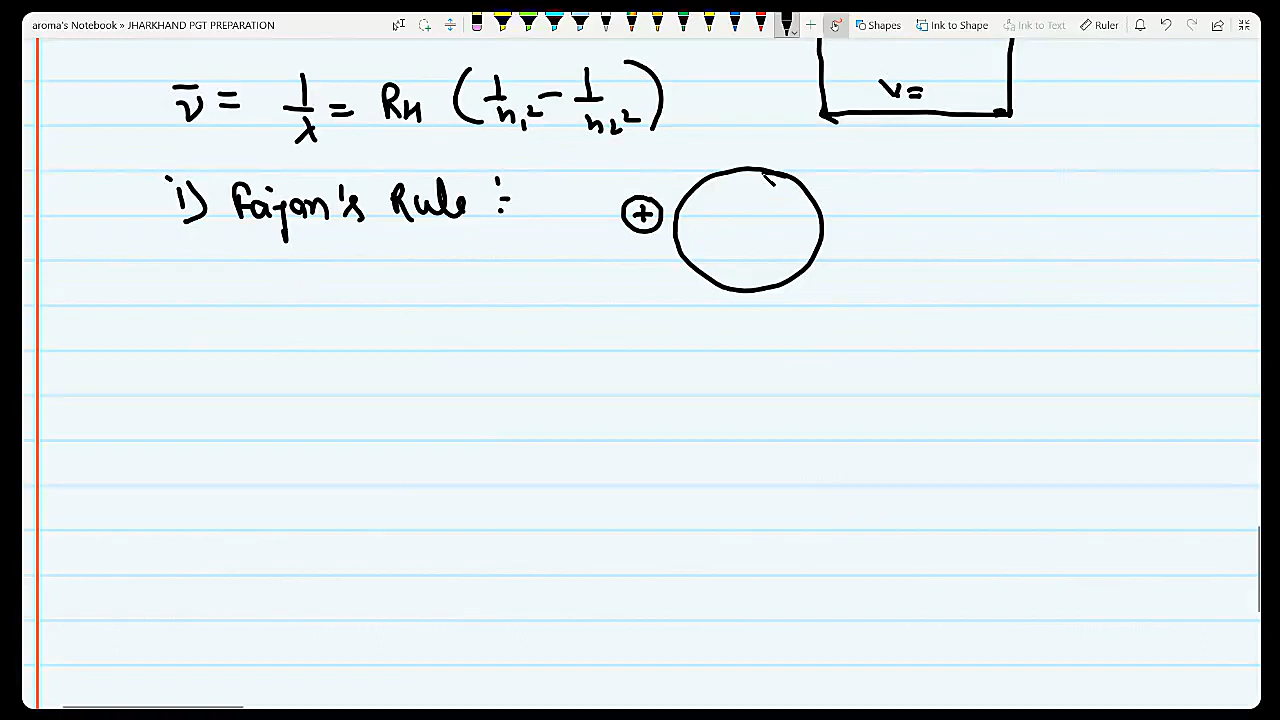 aroma's Notebook » JHARKHAND PGT PREPARATION
Shapes Ink to Shape Ink to Text Ruler
v=
ν̅ = 1/λ = RH (1/n₁² − 1/n₂²)
i) Fajan's Rule :-
+